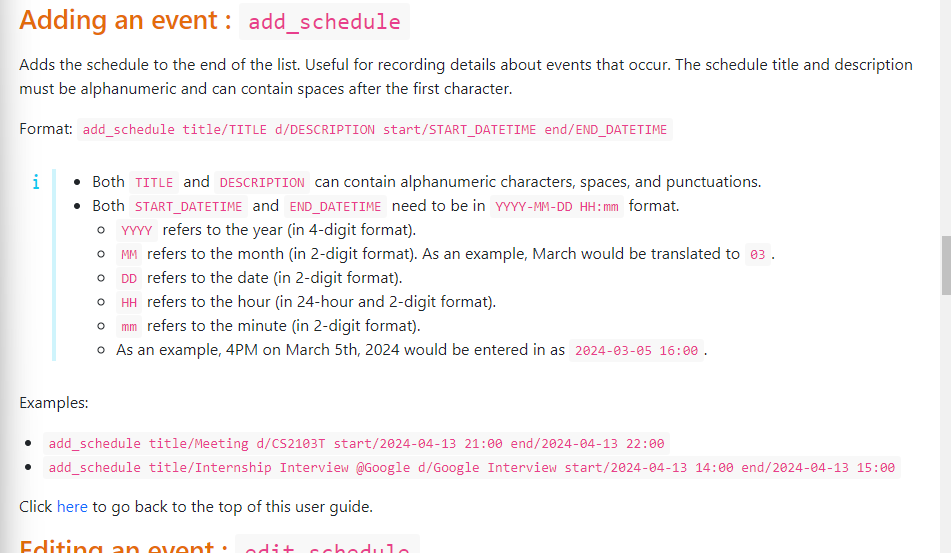 Adding an event : add_schedule
Adds the schedule to the end of the list. Useful for recording details about events that occur. The schedule title and description
must be alphanumeric and can contain spaces after the first character.
Format: add_schedule title/TITLE d/DESCRIPTION start/START_DATETIME end/END_DATETIME
Both TITLE and DESCRIPTION can contain alphanumeric characters, spaces, and punctuations.
Both START_DATETIME and END_DATETIME need to be in YYYY-MM-DD HH:mm format.
YYYY refers to the year (in 4-digit format).
MM refers to the month (in 2-digit format). As an example, March would be translated to 03 .
DD refers to the date (in 2-digit format).
HH refers to the hour (in 24-hour and 2-digit format).
mm refers to the minute (in 2-digit format).
As an example, 4PM on March 5th, 2024 would be entered in as 2024-03-05 16:00 .
Examples:
add_schedule title/Meeting d/CS2103T start/2024-04-13 21:00 end/2024-04-13 22:00
add_schedule title/Internship Interview @Google d/Google Interview start/2024-04-13 14:00 end/2024-04-13 15:00
Click here to go back to the top of this user guide.
Editing an event : edit_schedule